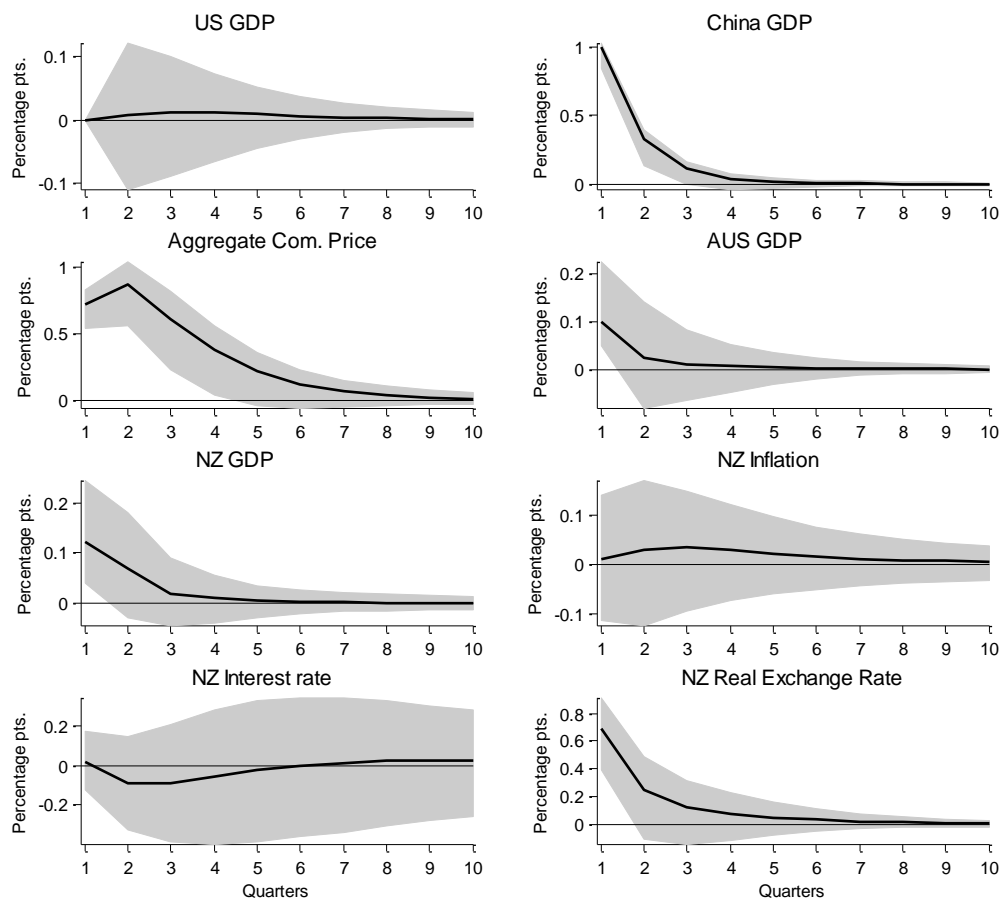 US GDP
Percentage pts.
0.1
0
-0.1
1 2 3 4 5 6 7 8 9 10
China GDP
Percentage pts.
1
0.5
0
1 2 3 4 5 6 7 8 9 10
Aggregate Com. Price
Percentage pts.
1
0.5
0
1 2 3 4 5 6 7 8 9 10
AUS GDP
Percentage pts.
0.2
0.1
0
1 2 3 4 5 6 7 8 9 10
NZ GDP
Percentage pts.
0.2
0.1
0
1 2 3 4 5 6 7 8 9 10
NZ Inflation
Percentage pts.
0.1
0
-0.1
1 2 3 4 5 6 7 8 9 10
NZ Interest rate
Percentage pts.
0.2
0
-0.2
1 2 3 4 5 6 7 8 9 10
Quarters
NZ Real Exchange Rate
Percentage pts.
0.8
0.6
0.4
0.2
0
1 2 3 4 5 6 7 8 9 10
Quarters